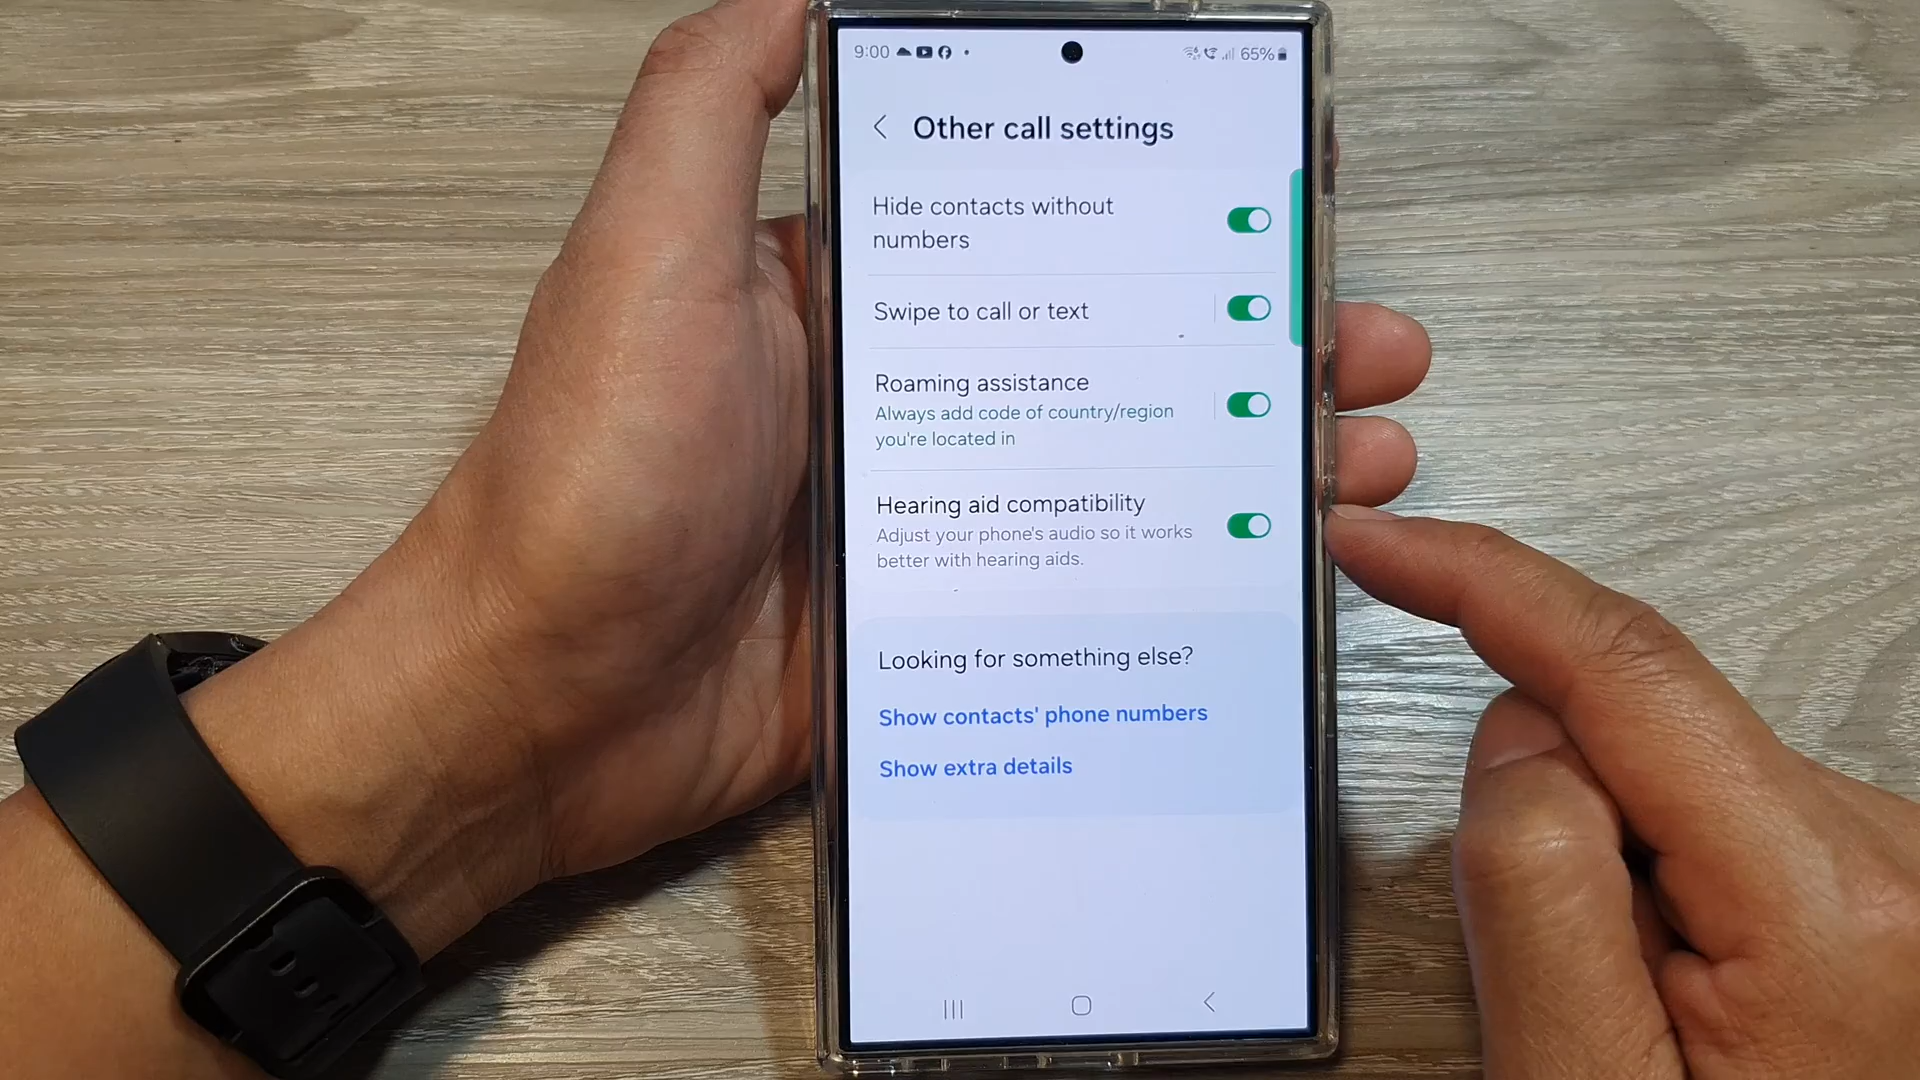 9:00
65%
Other call settings
Hide contacts without
numbers
Swipe to call or text
Roaming assistance
Always add code of country/region
you're located in
Hearing aid compatibility
Adjust your phone's audio so it works
better with hearing aids.
Looking for something else?
Show contacts' phone numbers
Show extra details